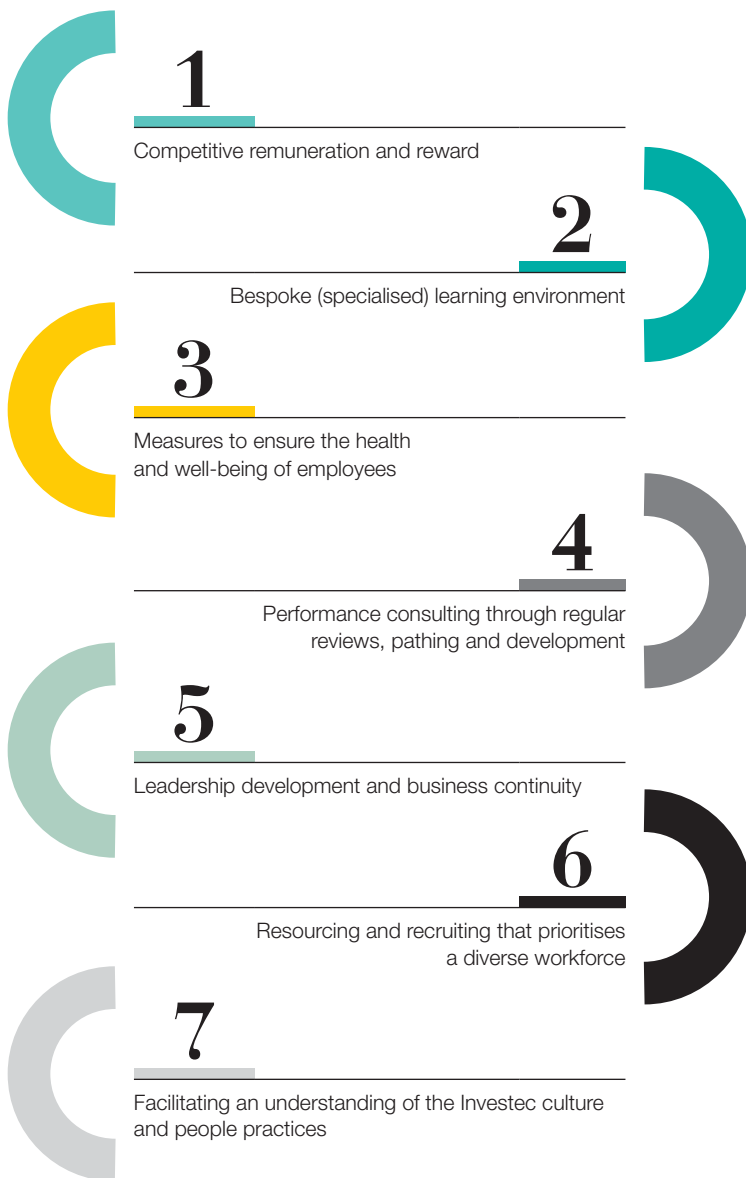 1
Competitive remuneration and reward
2
Bespoke (specialised) learning environment
3
Measures to ensure the health
and well-being of employees
4
Performance consulting through regular
reviews, pathing and development
5
Leadership development and business continuity
6
Resourcing and recruiting that prioritises
a diverse workforce
7
Facilitating an understanding of the Investec culture
and people practices